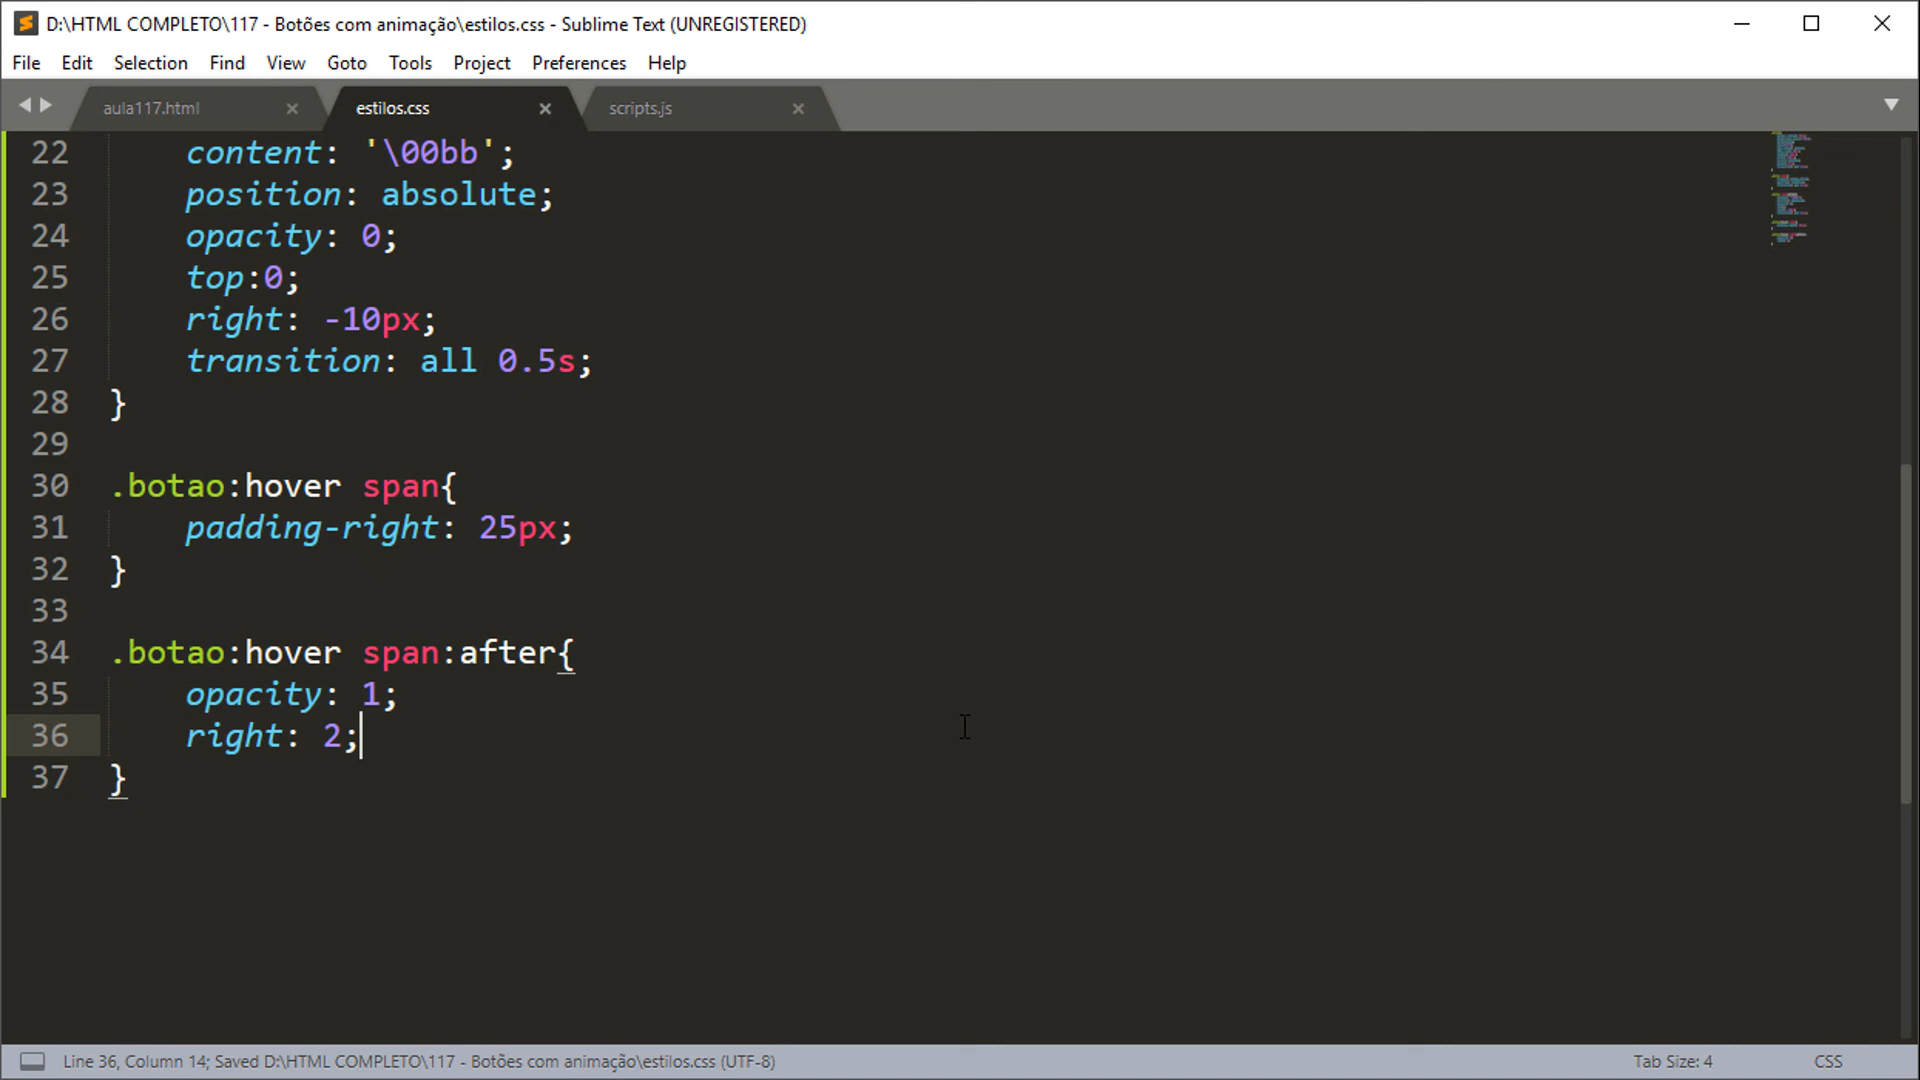 D:\HTML COMPLETO\117 - Botões com animação\estilos.css - Sublime Text (UNREGISTERED)
File Edit Selection Find View Goto Tools Project Preferences Help
aula117.html estilos.css scripts.js
22 content: '\00bb';
23 position: absolute;
24 opacity: 0;
25 top:0;
26 right: -10px;
27 transition: all 0.5s;
28 }
29
30 .botao:hover span{
31 padding-right: 25px;
32 }
33
34 .botao:hover span:after{
35 opacity: 1;
36 right: 2;
37 }
Line 36, Column 14; Saved D:\HTML COMPLETO\117 - Botões com animação\estilos.css (UTF-8) Tab Size: 4 CSS